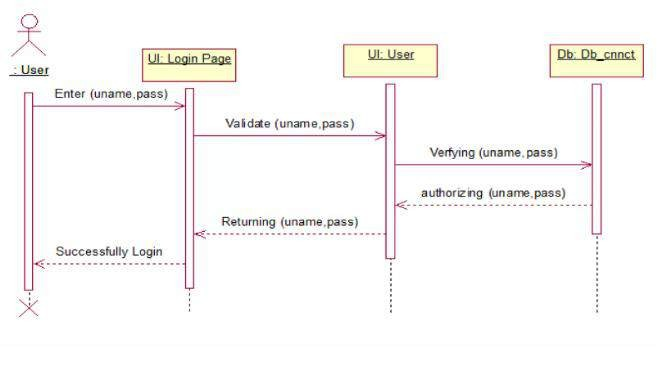 _: User
UI: Login Page
UI: User
Db: Db_cnnct
Enter (uname,pass)
Validate (uname,pass)
Verfying (uname,pass)
authorizing (uname,pass)
Returning (uname,pass)
Successfully Login